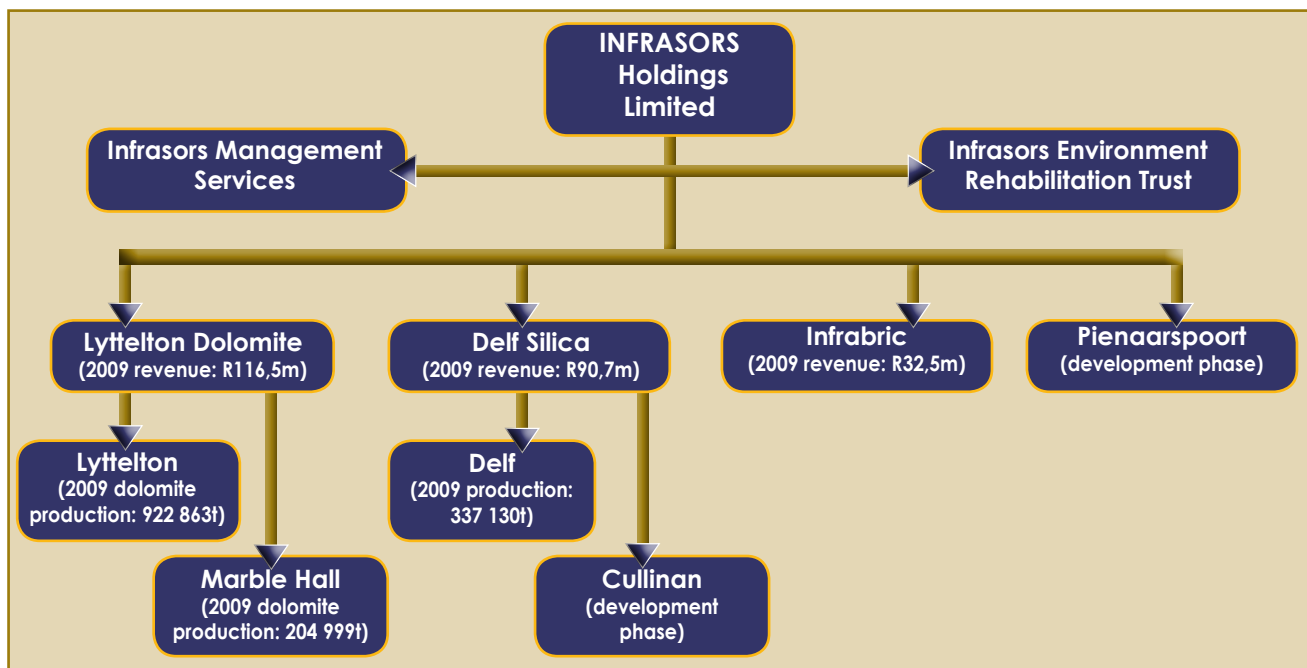 INFRASORS
Holdings
Limited
Infrasors Management
Services
Infrasors Environment
Rehabilitation Trust
Lyttelton Dolomite
(2009 revenue: R116,5m)
Delf Silica
(2009 revenue: R90,7m)
Infrabric
(2009 revenue: R32,5m)
Pienaarspoort
(development phase)
Lyttelton
(2009 dolomite
production: 922 863t)
Delf
(2009 production:
337 130t)
Marble Hall
(2009 dolomite
production: 204 999t)
Cullinan
(development
phase)